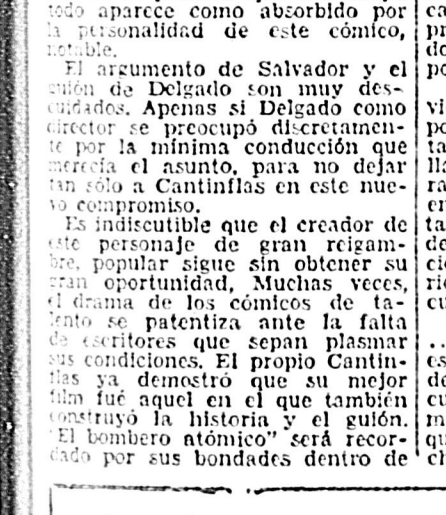 todo aparece como absorbido por
la personalidad de este cómico,
notable.
El argumento de Salvador y el
guión de Delgado son muy des-
cuidados. Apenas si Delgado como
director se preocupó discretamen-
te por la mínima conducción que
merecía el asunto, para no dejar
tan sólo a Cantinflas en este nue-
vo compromiso.
Es indiscutible que el creador de
este personaje de gran reigam-
bre, popular sigue sin obtener su
gran oportunidad, Muchas veces,
el drama de los cómicos de ta-
lento se patentiza ante la falta
de escritores que sepan plasmar
sus condiciones. El propio Cantin-
flas ya demostró que su mejor
film fué aquel en el que también
construyó la historia y el guión.
"El bombero atómico" será recor-
dado por sus bondades dentro de